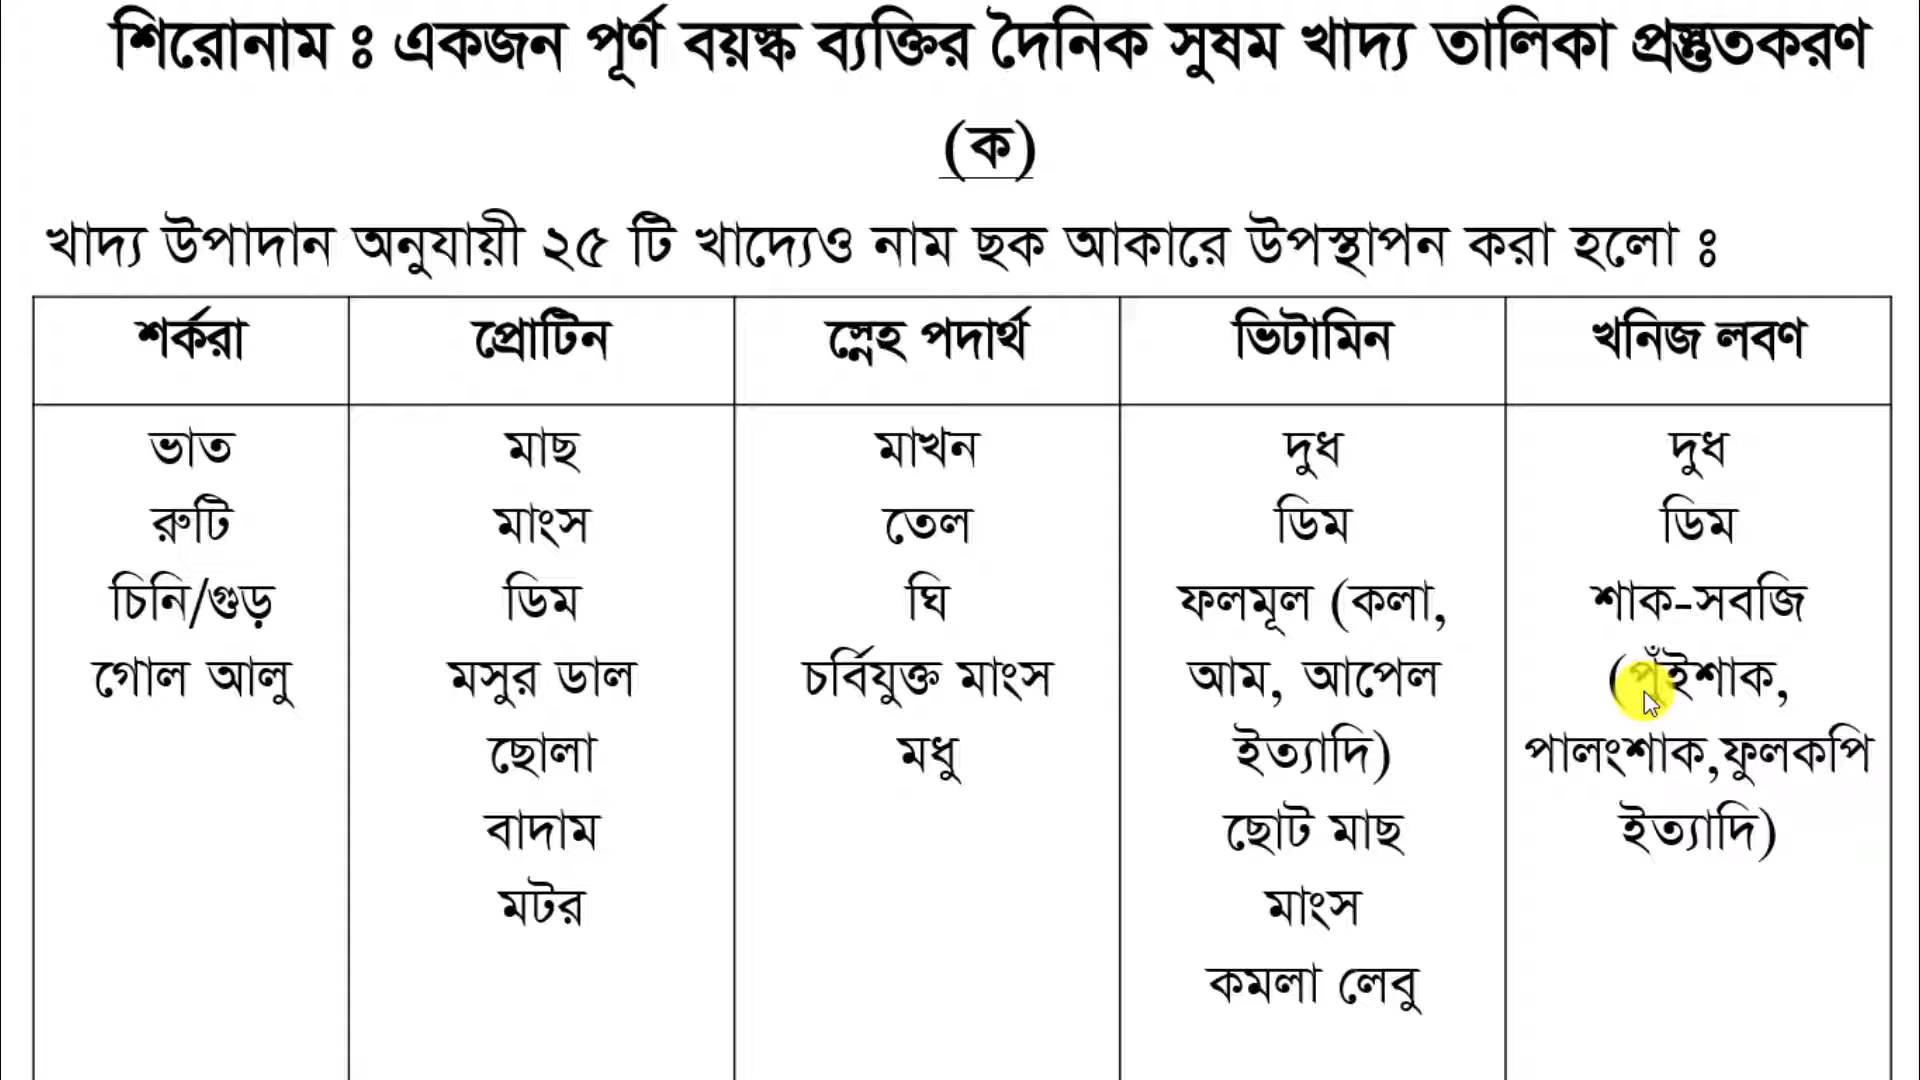 শিরোনাম ঃ একজন পূর্ণ বয়স্ক ব্যক্তির দৈনিক সুষম খাদ্য তালিকা প্রস্তুতকরণ
(ক)
খাদ্য উপাদান অনুযায়ী ২৫ টি খাদ্যেও নাম ছক আকারে উপস্থাপন করা হলো ঃ
শর্করা প্রোটিন স্নেহ পদার্থ ভিটামিন খনিজ লবণ
ভাত মাছ মাখন দুধ দুধ
রুটি মাংস তেল ডিম ডিম
চিনি/গুড় ডিম ঘি ফলমূল (কলা, শাক-সবজি
গোল আলু মসুর ডাল চর্বিযুক্ত মাংস আম, আপেল (পুঁইশাক,
ছোলা মধু ইত্যাদি) পালংশাক,ফুলকপি
বাদাম ছোট মাছ ইত্যাদি)
মটর মাংস
কমলা লেবু